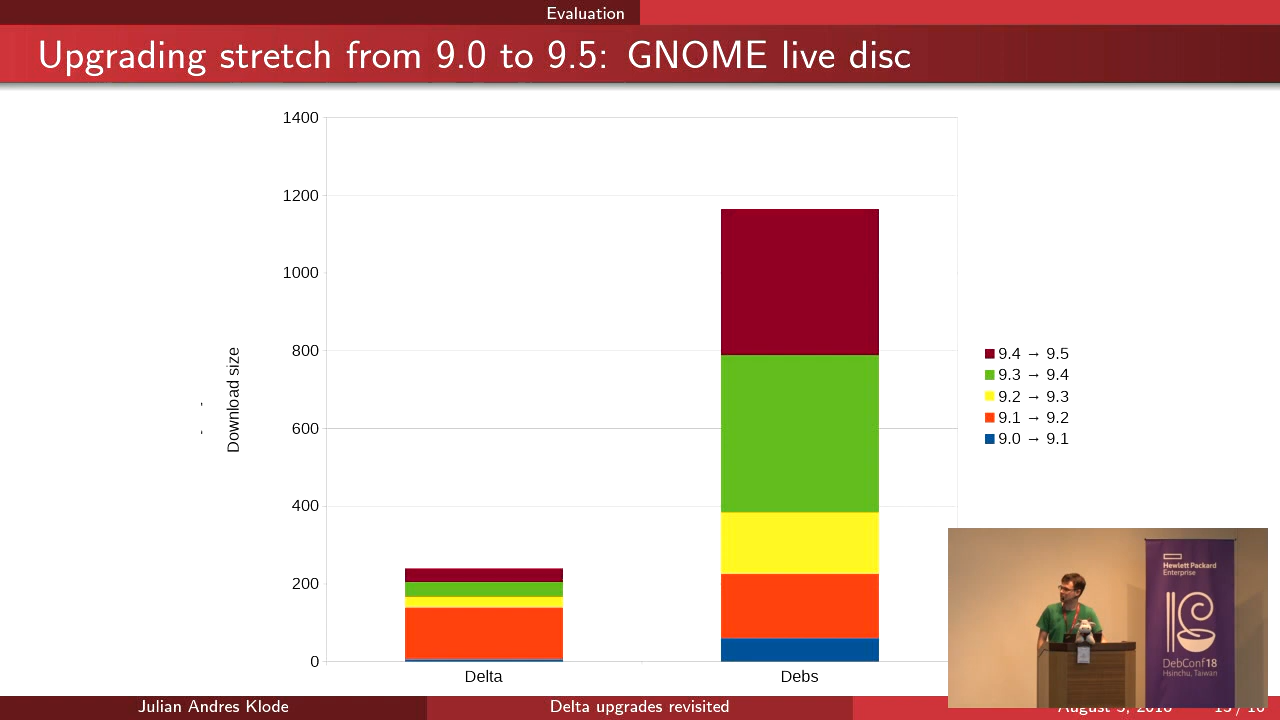 Evaluation
Upgrading stretch from 9.0 to 9.5: GNOME live disc
1400
1200
1000
800
600
400
200
0
Download size
Delta
Debs
9.4 → 9.5
9.3 → 9.4
9.2 → 9.3
9.1 → 9.2
9.0 → 9.1
Hewlett Packard
Enterprise
DebConf18
Hsinchu, Taiwan
Julian Andres Klode
Delta upgrades revisited